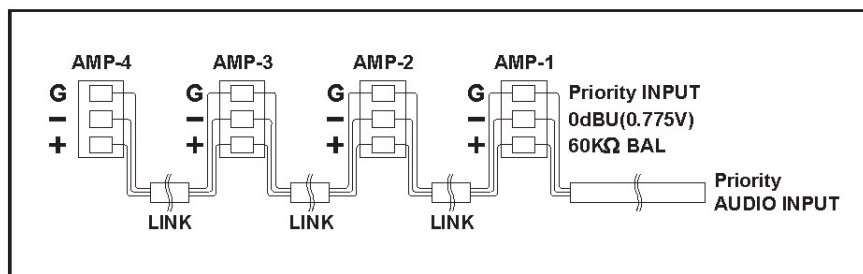 AMP-4 AMP-3 AMP-2 AMP-1
G G G G Priority INPUT
− − − − 0dBU(0.775V)
+ + + + 60KΩ BAL
Priority
AUDIO INPUT
LINK LINK LINK